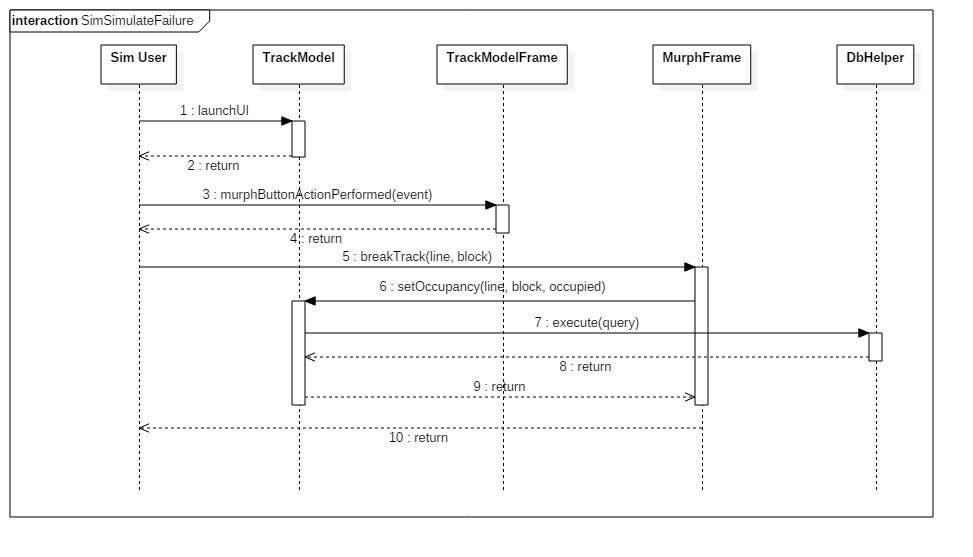 interaction SimSimulateFailure
Sim User
TrackModel
TrackModelFrame
MurphFrame
DbHelper
1 : launchUI
2 : return
3 : murphButtonActionPerformed(event)
4 : return
5 : breakTrack(line, block)
6 : setOccupancy(line, block, occupied)
7 : execute(query)
8 : return
9 : return
10 : return